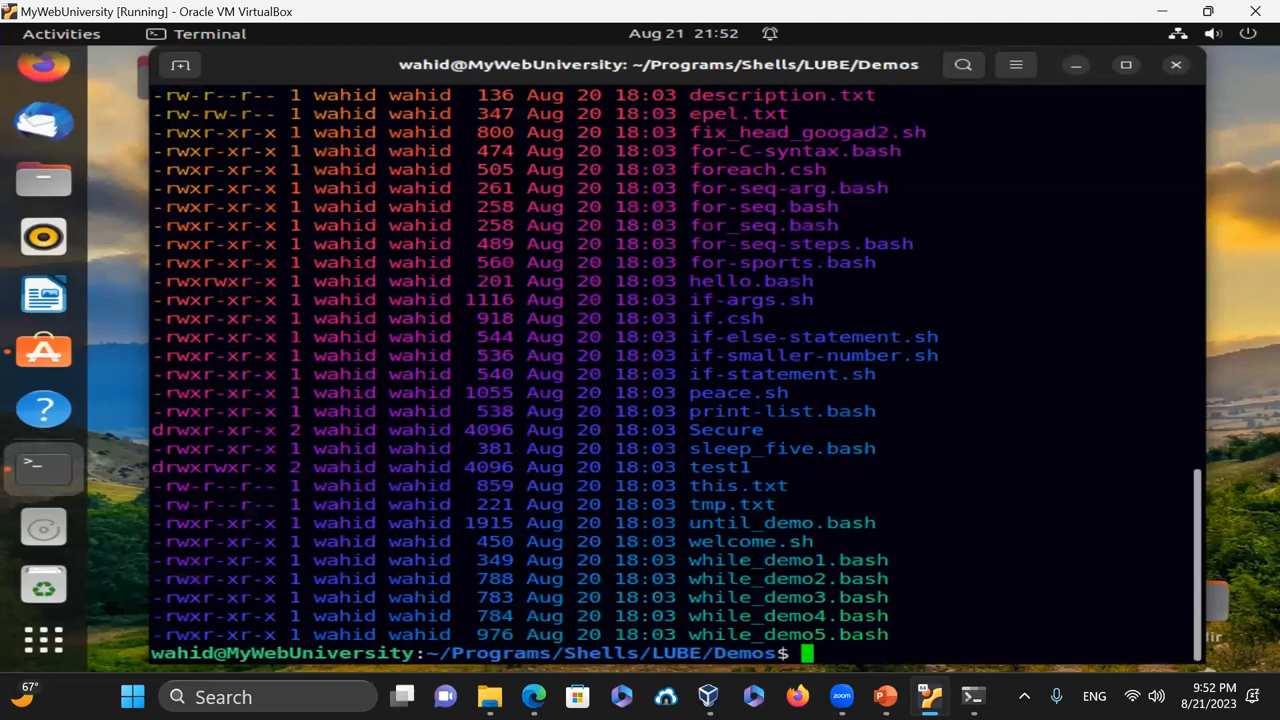 MyWebUniversity [Running] - Oracle VM VirtualBox
Activities Terminal Aug 21 21:52
wahid@MyWebUniversity: ~/Programs/Shells/LUBE/Demos
-rw-r--r-- 1 wahid wahid 136 Aug 20 18:03 description.txt
-rw-rw-r-- 1 wahid wahid 347 Aug 20 18:03 epel.txt
-rwxr-xr-x 1 wahid wahid 800 Aug 20 18:03 fix_head_googad2.sh
-rwxr-xr-x 1 wahid wahid 474 Aug 20 18:03 for-C-syntax.bash
-rwxr-xr-x 1 wahid wahid 505 Aug 20 18:03 foreach.csh
-rwxr-xr-x 1 wahid wahid 261 Aug 20 18:03 for-seq-arg.bash
-rwxr-xr-x 1 wahid wahid 258 Aug 20 18:03 for-seq.bash
-rwxr-xr-x 1 wahid wahid 258 Aug 20 18:03 for_seq.bash
-rwxr-xr-x 1 wahid wahid 489 Aug 20 18:03 for-seq-steps.bash
-rwxr-xr-x 1 wahid wahid 560 Aug 20 18:03 for-sports.bash
-rwxrwxr-x 1 wahid wahid 201 Aug 20 18:03 hello.bash
-rwxr-xr-x 1 wahid wahid 1116 Aug 20 18:03 if-args.sh
-rwxr-xr-x 1 wahid wahid 918 Aug 20 18:03 if.csh
-rwxr-xr-x 1 wahid wahid 544 Aug 20 18:03 if-else-statement.sh
-rwxr-xr-x 1 wahid wahid 536 Aug 20 18:03 if-smaller-number.sh
-rwxr-xr-x 1 wahid wahid 540 Aug 20 18:03 if-statement.sh
-rwxr-xr-x 1 wahid wahid 1055 Aug 20 18:03 peace.sh
-rwxr-xr-x 1 wahid wahid 538 Aug 20 18:03 print-list.bash
drwxr-xr-x 2 wahid wahid 4096 Aug 20 18:03 Secure
-rwxr-xr-x 1 wahid wahid 381 Aug 20 18:03 sleep_five.bash
drwxrwxr-x 2 wahid wahid 4096 Aug 20 18:03 test1
-rw-r--r-- 1 wahid wahid 859 Aug 20 18:03 this.txt
-rw-r--r-- 1 wahid wahid 221 Aug 20 18:03 tmp.txt
-rwxr-xr-x 1 wahid wahid 1915 Aug 20 18:03 until_demo.bash
-rwxr-xr-x 1 wahid wahid 450 Aug 20 18:03 welcome.sh
-rwxr-xr-x 1 wahid wahid 349 Aug 20 18:03 while_demo1.bash
-rwxr-xr-x 1 wahid wahid 788 Aug 20 18:03 while_demo2.bash
-rwxr-xr-x 1 wahid wahid 783 Aug 20 18:03 while_demo3.bash
-rwxr-xr-x 1 wahid wahid 784 Aug 20 18:03 while_demo4.bash
-rwxr-xr-x 1 wahid wahid 976 Aug 20 18:03 while_demo5.bash
wahid@MyWebUniversity:~/Programs/Shells/LUBE/Demos$
67°
Search
zoom
ENG
9:52 PM
8/21/2023